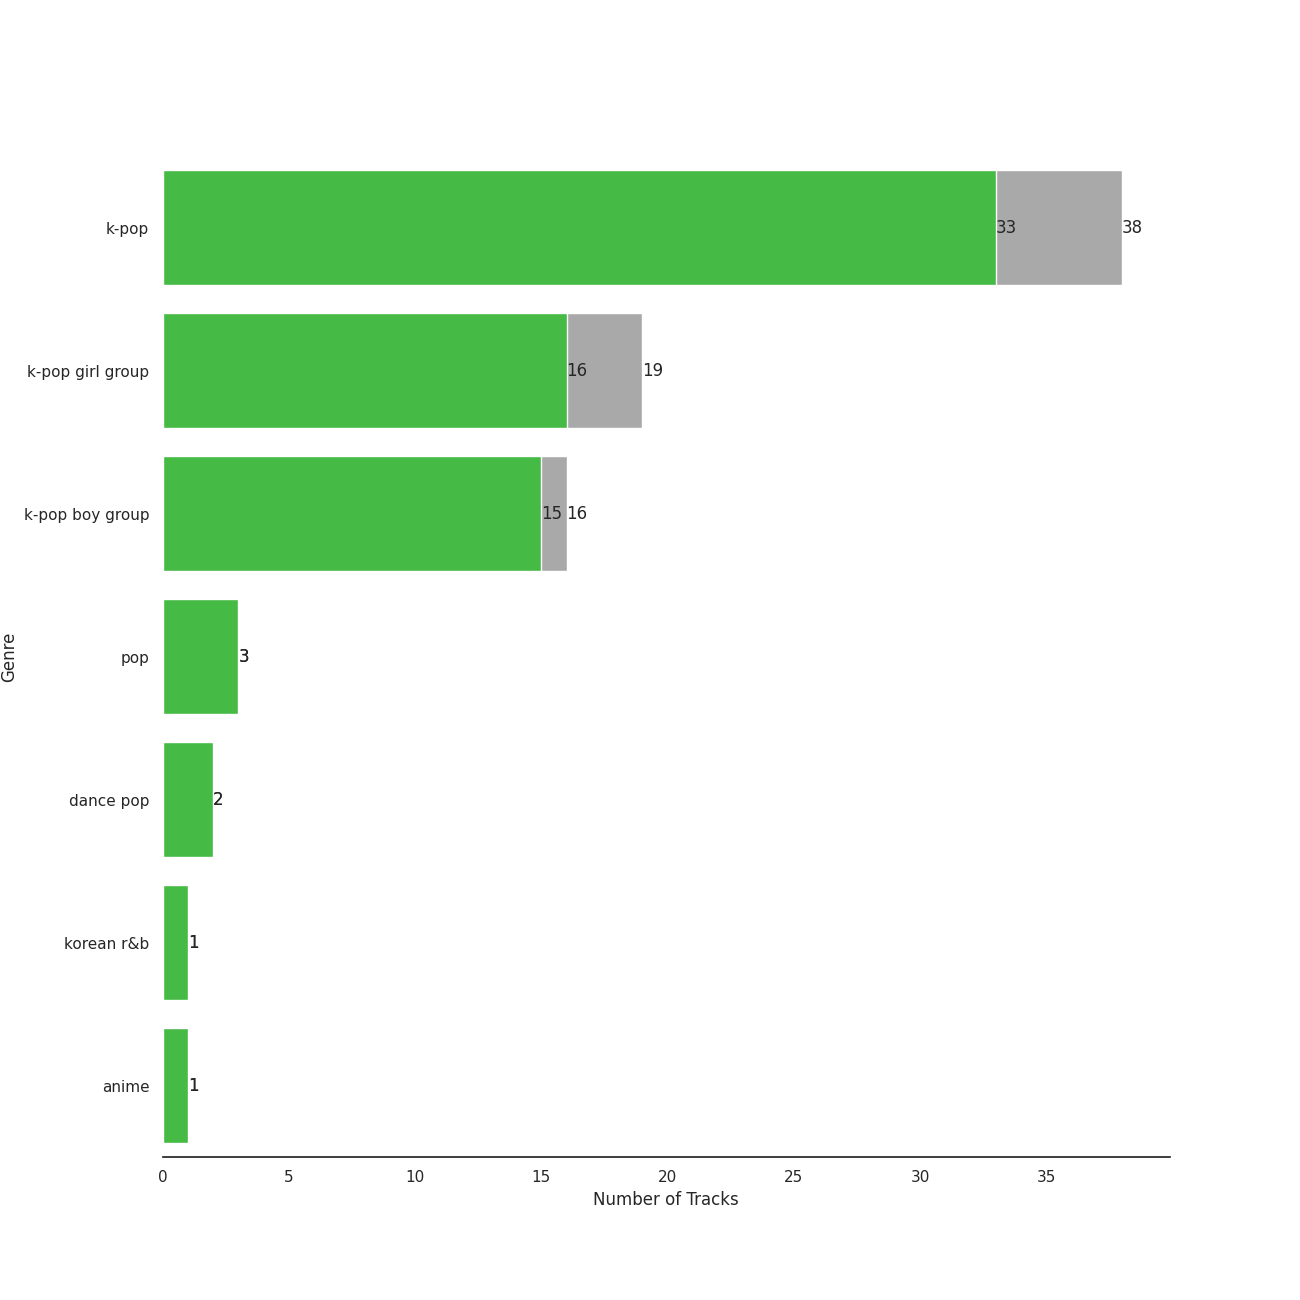 k-pop
33
38
k-pop girl group
16
19
k-pop boy group
15
16
pop
3
Genre
dance pop
2
korean r&b
1
anime
1
0 5 10 15 20 25 30 35
Number of Tracks